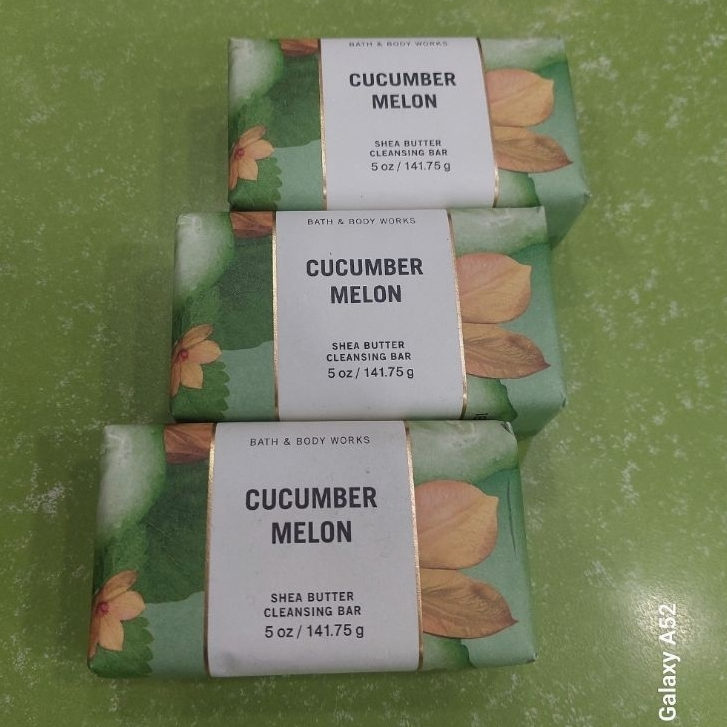 BATH & BODY WORKS
CUCUMBER
MELON
SHEA BUTTER
CLEANSING BAR
5 oz / 141.75 g
BATH & BODY WORKS
CUCUMBER
MELON
SHEA BUTTER
CLEANSING BAR
5 oz / 141.75 g
BATH & BODY WORKS
CUCUMBER
MELON
SHEA BUTTER
CLEANSING BAR
5 oz / 141.75 g
Galaxy A52